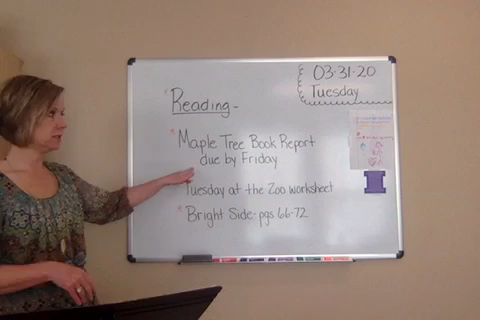 03-31-20
Tuesday
Reading-
Maple Tree Book Report
due by Friday
Tuesday at the Zoo worksheet
Bright Side-pgs 66-72